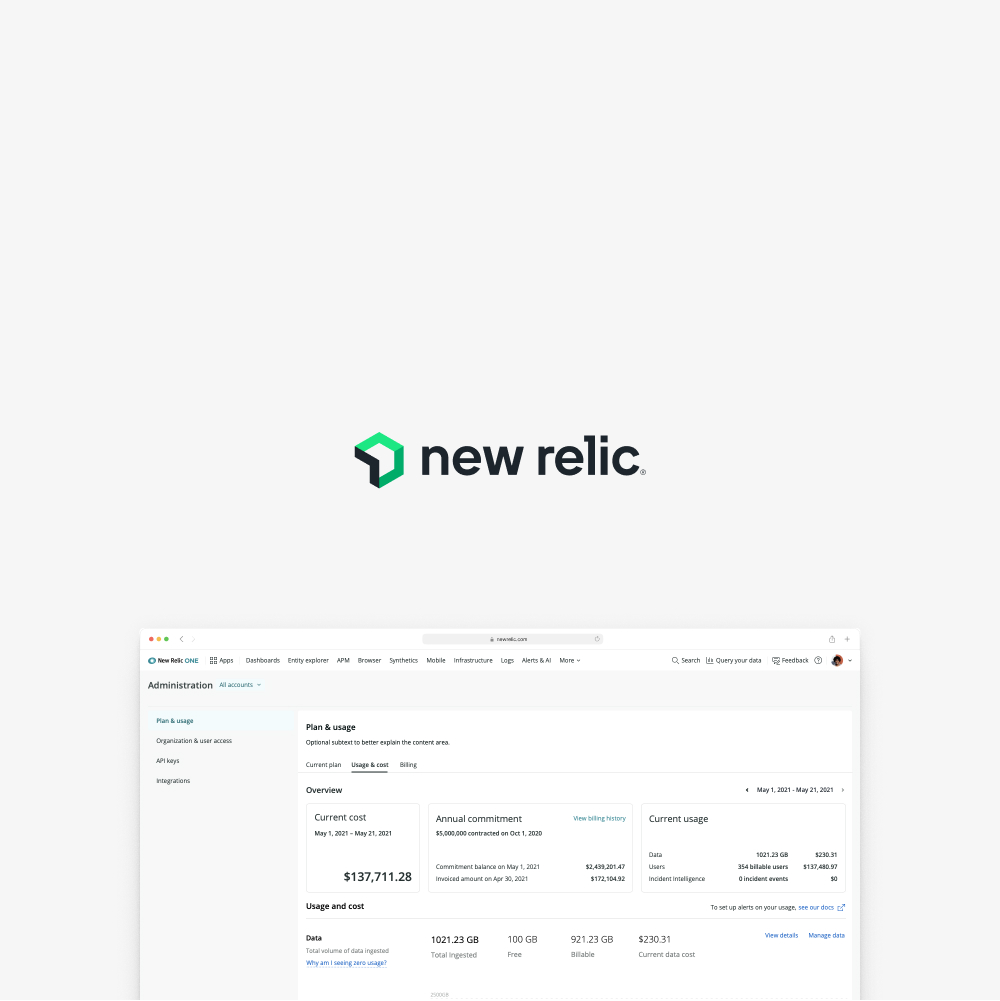 new relic®
newrelic.com
New Relic ONE Apps Dashboards Entity explorer APM Browser Synthetics Mobile Infrastructure Logs Alerts & AI More Search Query your data Feedback
Administration All accounts
Plan & usage
Organization & user access
API keys
Integrations
Plan & usage
Optional subtext to better explain the content area.
Current plan Usage & cost Billing
Overview May 1, 2021 - May 21, 2021
Current cost
May 1, 2021 – May 21, 2021
$137,711.28
Annual commitment View billing history
$5,000,000 contracted on Oct 1, 2020
Commitment balance on May 1, 2021 $2,439,201.47
Invoiced amount on Apr 30, 2021 $172,104.92
Current usage
Data 1021.23 GB $230.31
Users 354 billable users $137,480.97
Incident Intelligence 0 incident events $0
Usage and cost To set up alerts on your usage, see our docs
Data
Total volume of data ingested
Why am I seeing zero usage?
1021.23 GB 100 GB 921.23 GB $230.31
Total Ingested Free Billable Current data cost
View details Manage data
2500GB